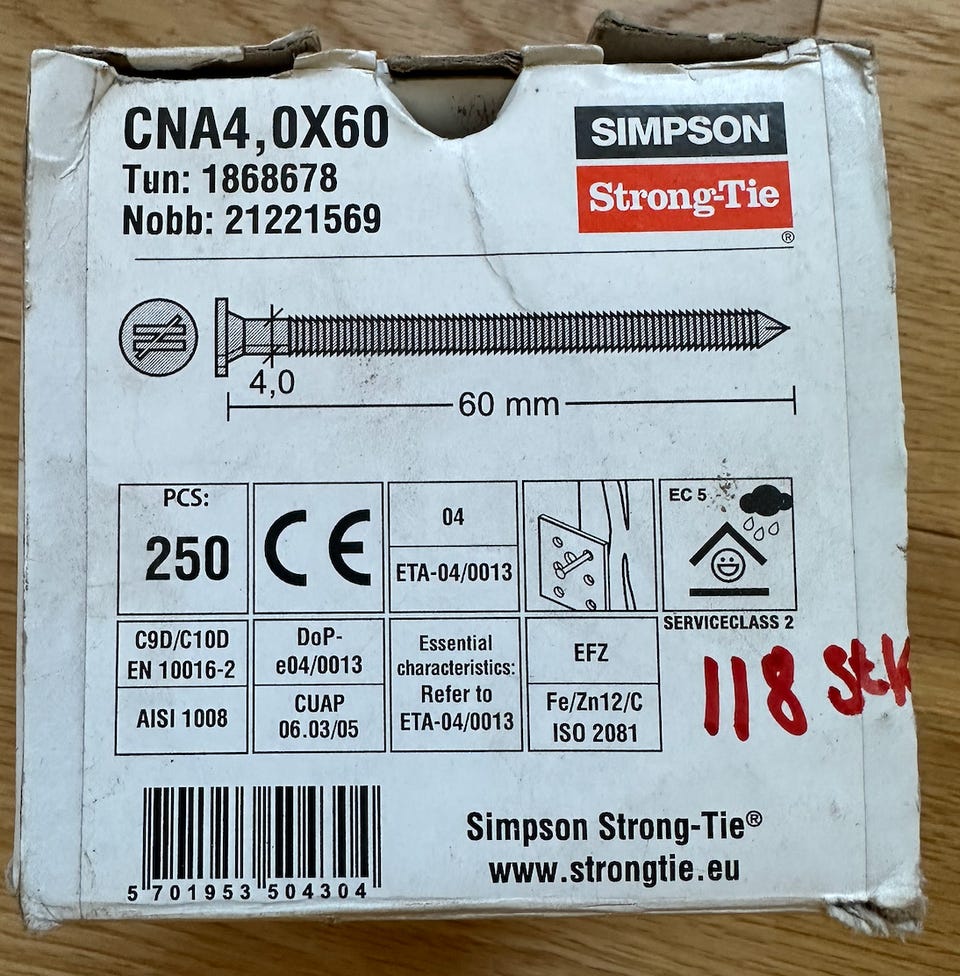 CNA4,0X60
Tun: 1868678
Nobb: 21221569
SIMPSON
Strong-Tie
®
4,0
60 mm
PCS:
250
CE
04
ETA-04/0013
EC 5
SERVICECLASS 2
C9D/C10D
EN 10016-2
AISI 1008
DoP-
e04/0013
CUAP
06.03/05
Essential
characteristics:
Refer to
ETA-04/0013
EFZ
Fe/Zn12/C
ISO 2081
118 Stk
5 701953 504304
Simpson Strong-Tie®
www.strongtie.eu